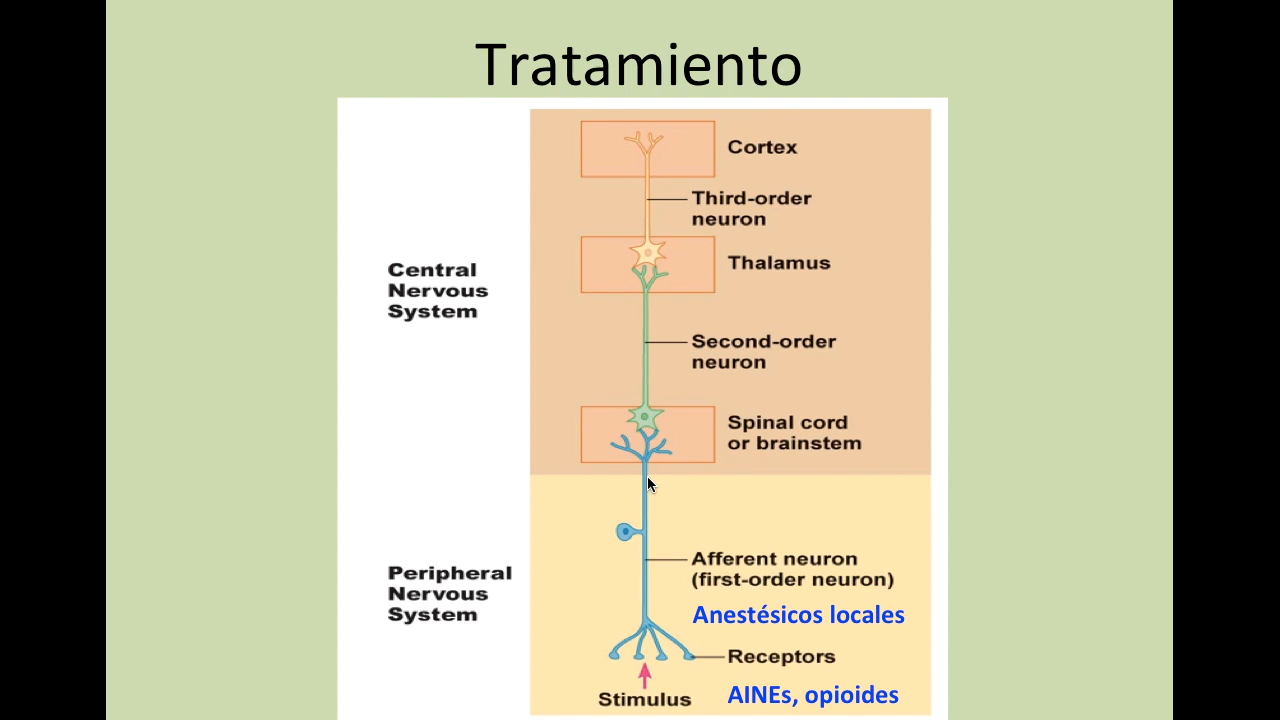 Tratamiento
Cortex
Third-order
neuron
Thalamus
Central
Nervous
System
Second-order
neuron
Spinal cord
or brainstem
Afferent neuron
(first-order neuron)
Peripheral
Nervous
System
Anestésicos locales
Receptors
Stimulus
AINEs, opioides